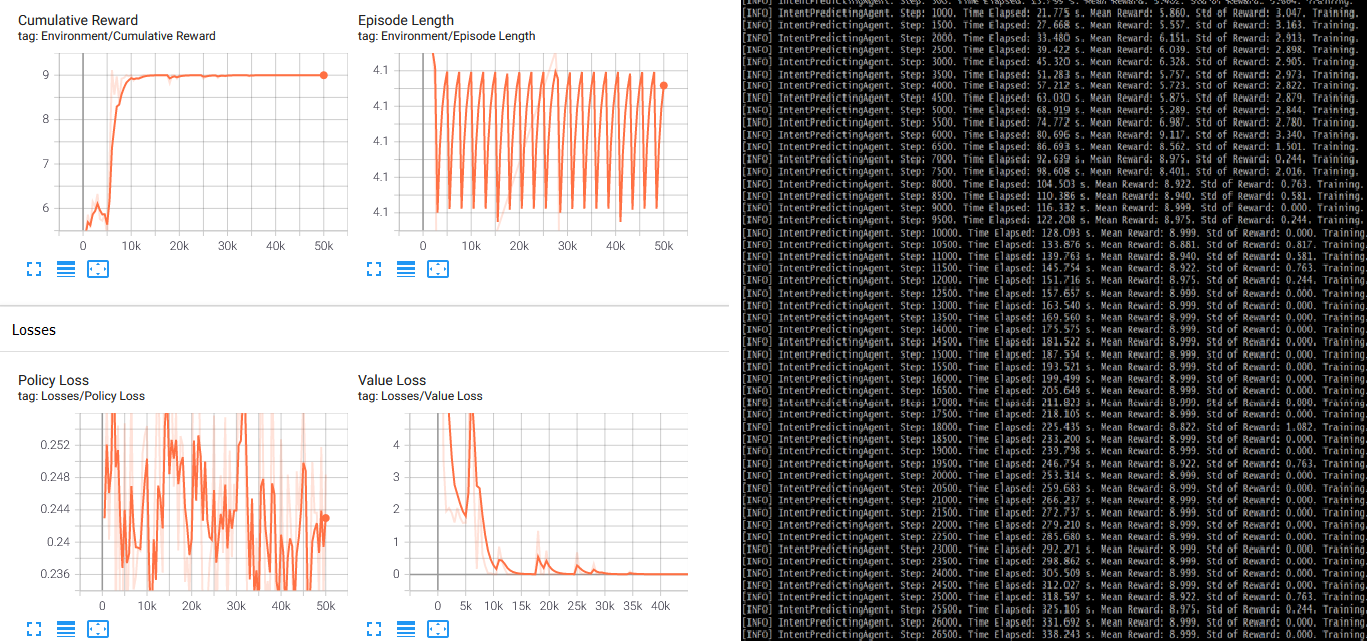 Cumulative Reward
tag: Environment/Cumulative Reward
9
8
7
6
0 10k 20k 30k 40k 50k
Episode Length
tag: Environment/Episode Length
4.1
4.1
4.1
4.1
4.1
0 10k 20k 30k 40k 50k
Losses
Policy Loss
tag: Losses/Policy Loss
0.252
0.248
0.244
0.24
0.236
0 10k 20k 30k 40k 50k
Value Loss
tag: Losses/Value Loss
4
3
2
1
0
0 5k 10k 15k 20k 25k 30k 35k 40k
[INFO] IntentPredictingAgent. Step: 1000. Time Elapsed: 21.775 s. Mean Reward: 5.860. Std of Reward: 3.047. Training.
[INFO] IntentPredictingAgent. Step: 1500. Time Elapsed: 27.668 s. Mean Reward: 5.557. Std of Reward: 3.163. Training.
[INFO] IntentPredictingAgent. Step: 2000. Time Elapsed: 33.480 s. Mean Reward: 6.151. Std of Reward: 2.913. Training.
[INFO] IntentPredictingAgent. Step: 2500. Time Elapsed: 39.422 s. Mean Reward: 6.039. Std of Reward: 2.898. Training.
[INFO] IntentPredictingAgent. Step: 3000. Time Elapsed: 45.320 s. Mean Reward: 6.328. Std of Reward: 2.905. Training.
[INFO] IntentPredictingAgent. Step: 3500. Time Elapsed: 51.283 s. Mean Reward: 5.757. Std of Reward: 2.973. Training.
[INFO] IntentPredictingAgent. Step: 4000. Time Elapsed: 57.212 s. Mean Reward: 5.723. Std of Reward: 2.822. Training.
[INFO] IntentPredictingAgent. Step: 4500. Time Elapsed: 63.030 s. Mean Reward: 5.875. Std of Reward: 2.879. Training.
[INFO] IntentPredictingAgent. Step: 5000. Time Elapsed: 68.919 s. Mean Reward: 5.289. Std of Reward: 2.844. Training.
[INFO] IntentPredictingAgent. Step: 5500. Time Elapsed: 74.772 s. Mean Reward: 6.987. Std of Reward: 2.780. Training.
[INFO] IntentPredictingAgent. Step: 6000. Time Elapsed: 80.696 s. Mean Reward: 9.117. Std of Reward: 3.340. Training.
[INFO] IntentPredictingAgent. Step: 6500. Time Elapsed: 86.693 s. Mean Reward: 8.562. Std of Reward: 1.501. Training.
[INFO] IntentPredictingAgent. Step: 7000. Time Elapsed: 92.639 s. Mean Reward: 8.975. Std of Reward: 0.244. Training.
[INFO] IntentPredictingAgent. Step: 7500. Time Elapsed: 98.608 s. Mean Reward: 8.401. Std of Reward: 2.016. Training.
[INFO] IntentPredictingAgent. Step: 8000. Time Elapsed: 104.503 s. Mean Reward: 8.922. Std of Reward: 0.763. Training.
[INFO] IntentPredictingAgent. Step: 8500. Time Elapsed: 110.386 s. Mean Reward: 8.940. Std of Reward: 0.581. Training.
[INFO] IntentPredictingAgent. Step: 9000. Time Elapsed: 116.332 s. Mean Reward: 8.999. Std of Reward: 0.000. Training.
[INFO] IntentPredictingAgent. Step: 9500. Time Elapsed: 122.208 s. Mean Reward: 8.975. Std of Reward: 0.244. Training.
[INFO] IntentPredictingAgent. Step: 10000. Time Elapsed: 128.093 s. Mean Reward: 8.999. Std of Reward: 0.000. Training.
[INFO] IntentPredictingAgent. Step: 10500. Time Elapsed: 133.876 s. Mean Reward: 8.881. Std of Reward: 0.817. Training.
[INFO] IntentPredictingAgent. Step: 11000. Time Elapsed: 139.763 s. Mean Reward: 8.940. Std of Reward: 0.581. Training.
[INFO] IntentPredictingAgent. Step: 11500. Time Elapsed: 145.754 s. Mean Reward: 8.922. Std of Reward: 0.763. Training.
[INFO] IntentPredictingAgent. Step: 12000. Time Elapsed: 151.716 s. Mean Reward: 8.975. Std of Reward: 0.244. Training.
[INFO] IntentPredictingAgent. Step: 12500. Time Elapsed: 157.657 s. Mean Reward: 8.999. Std of Reward: 0.000. Training.
[INFO] IntentPredictingAgent. Step: 13000. Time Elapsed: 163.540 s. Mean Reward: 8.999. Std of Reward: 0.000. Training.
[INFO] IntentPredictingAgent. Step: 13500. Time Elapsed: 169.560 s. Mean Reward: 8.999. Std of Reward: 0.000. Training.
[INFO] IntentPredictingAgent. Step: 14000. Time Elapsed: 175.575 s. Mean Reward: 8.999. Std of Reward: 0.000. Training.
[INFO] IntentPredictingAgent. Step: 14500. Time Elapsed: 181.522 s. Mean Reward: 8.999. Std of Reward: 0.000. Training.
[INFO] IntentPredictingAgent. Step: 15000. Time Elapsed: 187.554 s. Mean Reward: 8.999. Std of Reward: 0.000. Training.
[INFO] IntentPredictingAgent. Step: 15500. Time Elapsed: 193.521 s. Mean Reward: 8.999. Std of Reward: 0.000. Training.
[INFO] IntentPredictingAgent. Step: 16000. Time Elapsed: 199.499 s. Mean Reward: 8.999. Std of Reward: 0.000. Training.
[INFO] IntentPredictingAgent. Step: 16500. Time Elapsed: 205.649 s. Mean Reward: 8.999. Std of Reward: 0.000. Training.
[INFO] IntentPredictingAgent. Step: 17000. Time Elapsed: 211.823 s. Mean Reward: 8.999. Std of Reward: 0.000. Training.
[INFO] IntentPredictingAgent. Step: 17500. Time Elapsed: 218.105 s. Mean Reward: 8.999. Std of Reward: 0.000. Training.
[INFO] IntentPredictingAgent. Step: 18000. Time Elapsed: 225.435 s. Mean Reward: 8.822. Std of Reward: 1.082. Training.
[INFO] IntentPredictingAgent. Step: 18500. Time Elapsed: 233.200 s. Mean Reward: 8.999. Std of Reward: 0.000. Training.
[INFO] IntentPredictingAgent. Step: 19000. Time Elapsed: 239.798 s. Mean Reward: 8.999. Std of Reward: 0.000. Training.
[INFO] IntentPredictingAgent. Step: 19500. Time Elapsed: 246.754 s. Mean Reward: 8.922. Std of Reward: 0.763. Training.
[INFO] IntentPredictingAgent. Step: 20000. Time Elapsed: 253.314 s. Mean Reward: 8.999. Std of Reward: 0.000. Training.
[INFO] IntentPredictingAgent. Step: 20500. Time Elapsed: 259.683 s. Mean Reward: 8.999. Std of Reward: 0.000. Training.
[INFO] IntentPredictingAgent. Step: 21000. Time Elapsed: 266.237 s. Mean Reward: 8.999. Std of Reward: 0.000. Training.
[INFO] IntentPredictingAgent. Step: 21500. Time Elapsed: 272.737 s. Mean Reward: 8.999. Std of Reward: 0.000. Training.
[INFO] IntentPredictingAgent. Step: 22000. Time Elapsed: 279.210 s. Mean Reward: 8.999. Std of Reward: 0.000. Training.
[INFO] IntentPredictingAgent. Step: 22500. Time Elapsed: 285.680 s. Mean Reward: 8.999. Std of Reward: 0.000. Training.
[INFO] IntentPredictingAgent. Step: 23000. Time Elapsed: 292.271 s. Mean Reward: 8.999. Std of Reward: 0.000. Training.
[INFO] IntentPredictingAgent. Step: 23500. Time Elapsed: 298.862 s. Mean Reward: 8.999. Std of Reward: 0.000. Training.
[INFO] IntentPredictingAgent. Step: 24000. Time Elapsed: 305.509 s. Mean Reward: 8.999. Std of Reward: 0.000. Training.
[INFO] IntentPredictingAgent. Step: 24500. Time Elapsed: 312.027 s. Mean Reward: 8.999. Std of Reward: 0.000. Training.
[INFO] IntentPredictingAgent. Step: 25000. Time Elapsed: 318.597 s. Mean Reward: 8.922. Std of Reward: 0.763. Training.
[INFO] IntentPredictingAgent. Step: 25500. Time Elapsed: 325.105 s. Mean Reward: 8.975. Std of Reward: 0.244. Training.
[INFO] IntentPredictingAgent. Step: 26000. Time Elapsed: 331.692 s. Mean Reward: 8.999. Std of Reward: 0.000. Training.
[INFO] IntentPredictingAgent. Step: 26500. Time Elapsed: 338.243 s. Mean Reward: 8.999. Std of Reward: 0.000. Training.